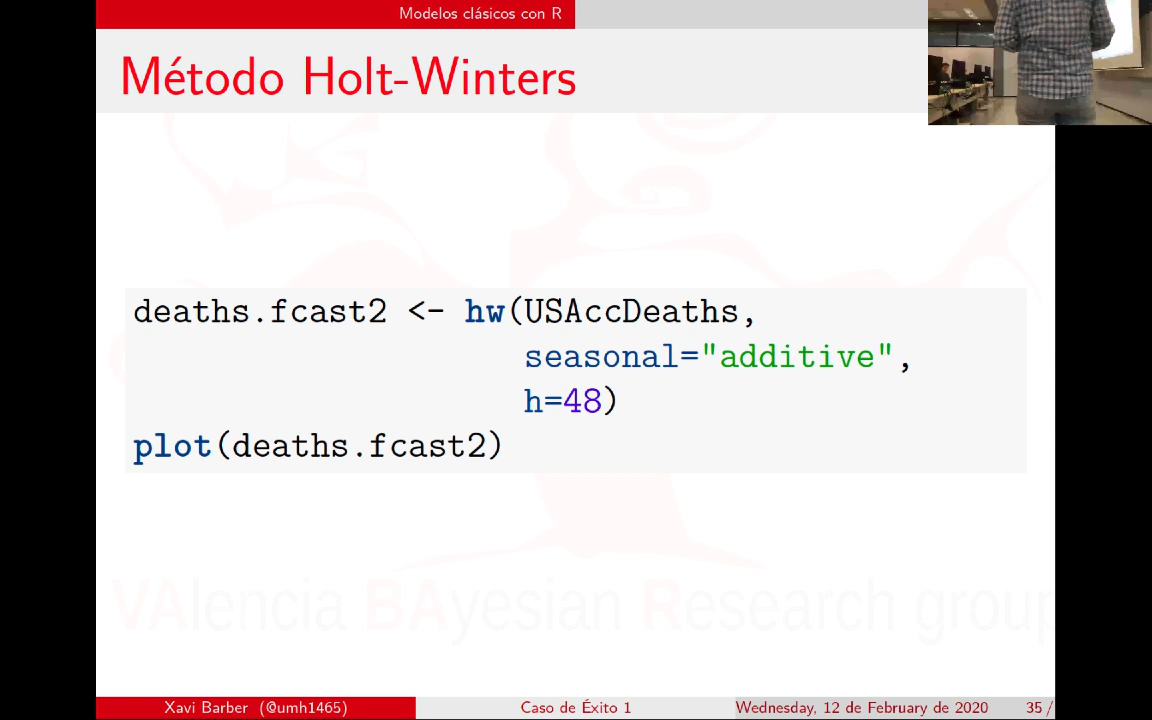 Modelos clásicos con R
Método Holt-Winters
deaths.fcast2 <- hw(USAccDeaths,
seasonal="additive",
h=48)
plot(deaths.fcast2)
VAlencia BAyesian Research group
Xavi Barber (@umh1465)
Caso de Éxito 1
Wednesday, 12 de February de 2020
35 /